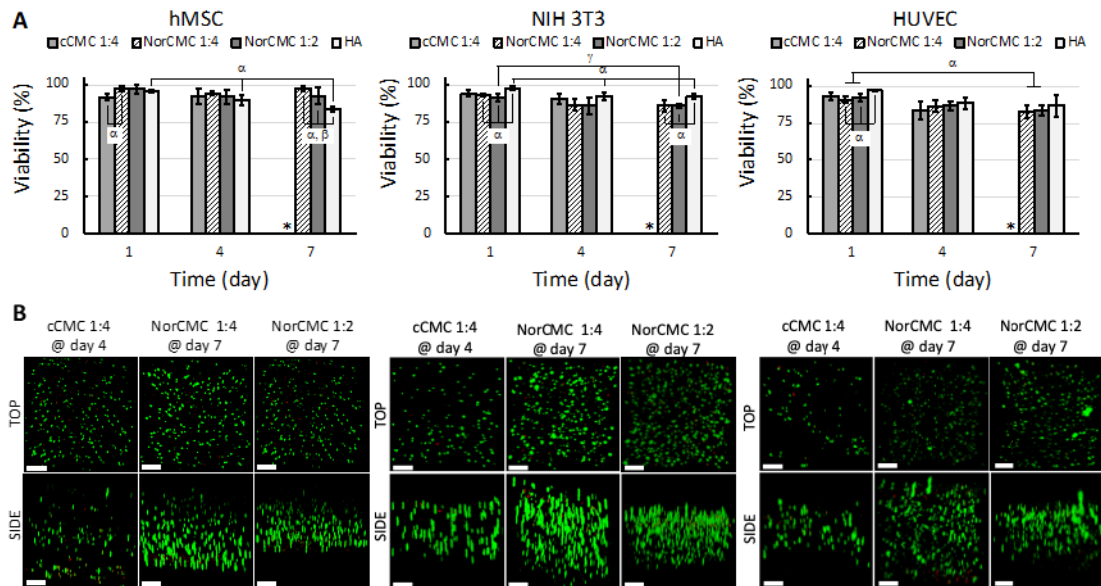 A
hMSC
cCMC 1:4 NorCMC 1:4 NorCMC 1:2 HA
Viability (%)
100
75
50
25
0
α
α
α, β
*
1 4 7
Time (day)
NIH 3T3
cCMC 1:4 NorCMC 1:4 NorCMC 1:2 HA
Viability (%)
100
75
50
25
0
γ
α
α
α
*
1 4 7
Time (day)
HUVEC
cCMC 1:4 NorCMC 1:4 NorCMC 1:2 HA
Viability (%)
100
75
50
25
0
α
α
*
1 4 7
Time (day)
B
cCMC 1:4 @ day 4
NorCMC 1:4 @ day 7
NorCMC 1:2 @ day 7
TOP
SIDE
cCMC 1:4 @ day 4
NorCMC 1:4 @ day 7
NorCMC 1:2 @ day 7
TOP
SIDE
cCMC 1:4 @ day 4
NorCMC 1:4 @ day 7
NorCMC 1:2 @ day 7
TOP
SIDE